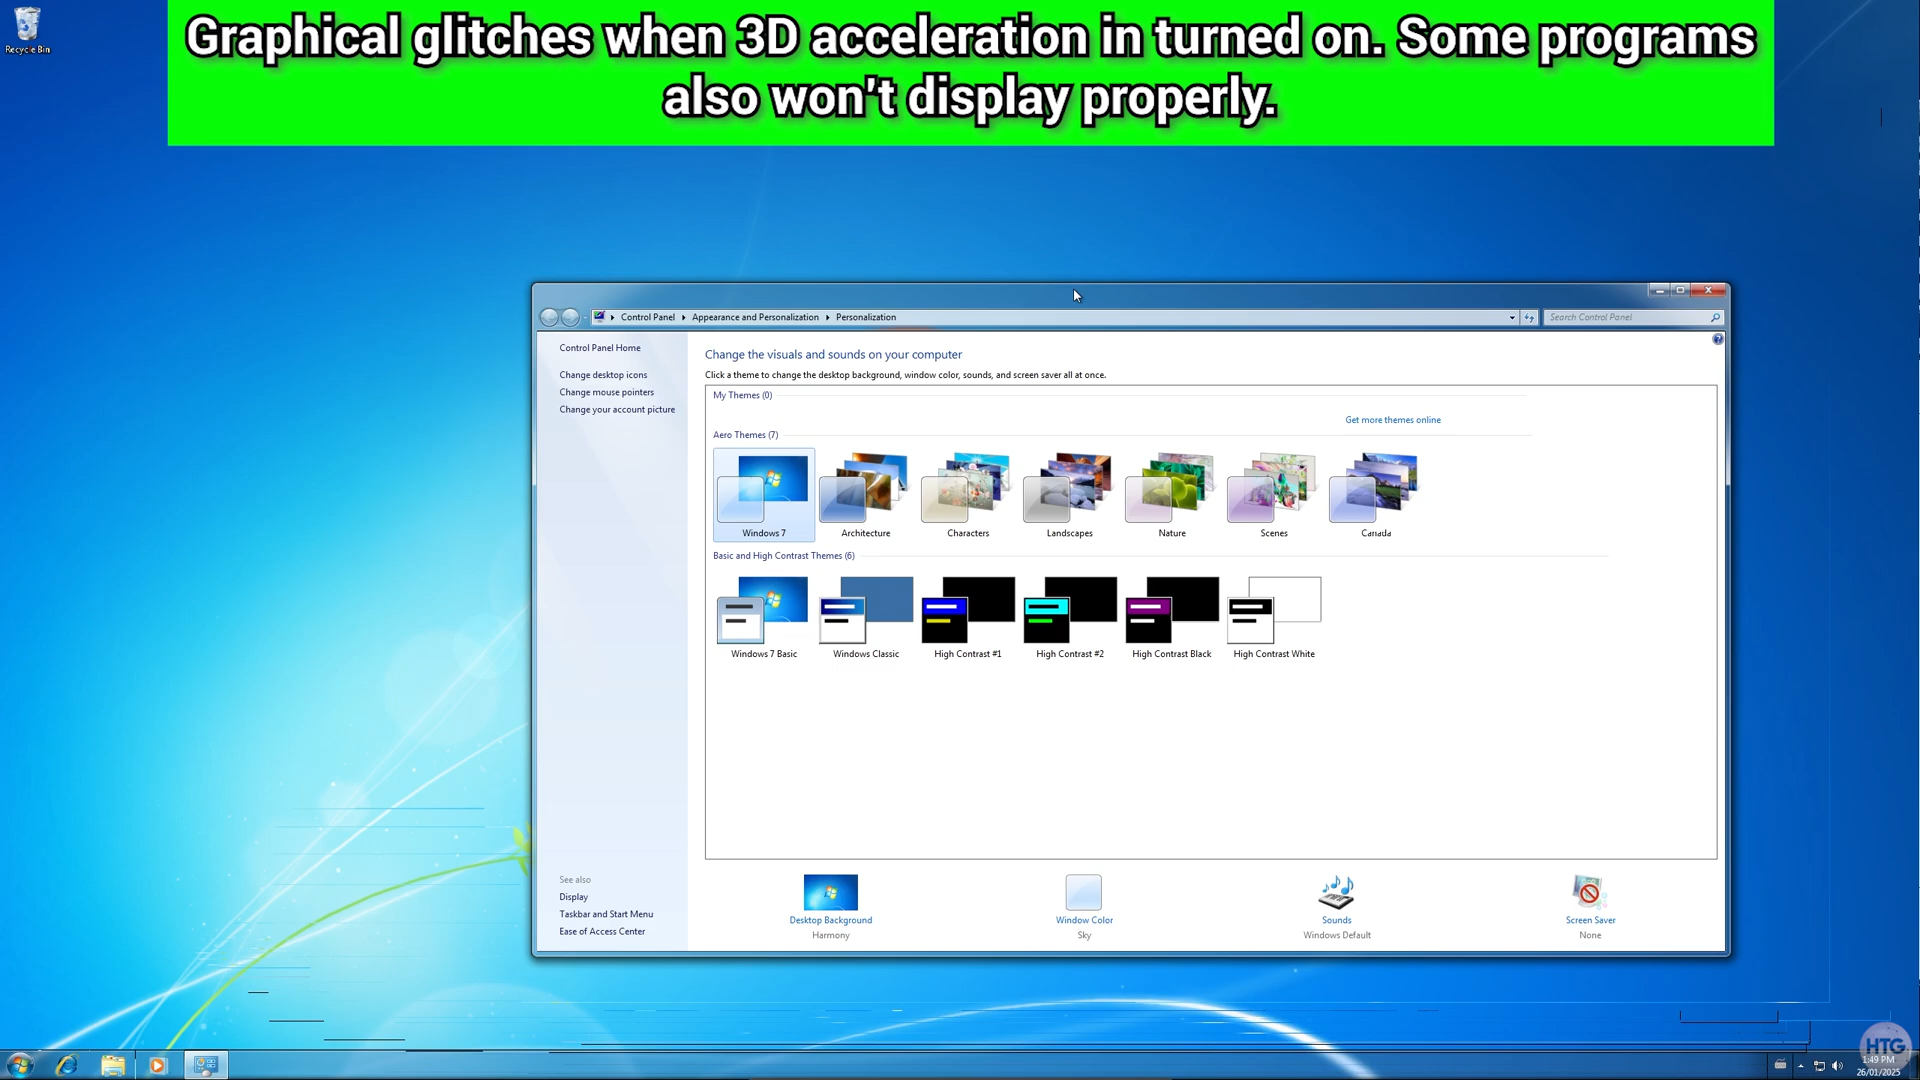 Graphical glitches when 3D acceleration in turned on. Some programs
also won't display properly.
Recycle Bin
Control Panel
Appearance and Personalization
Personalization
Search Control Panel
Control Panel Home
Change desktop icons
Change mouse pointers
Change your account picture
Change the visuals and sounds on your computer
Click a theme to change the desktop background, window color, sounds, and screen saver all at once.
My Themes (0)
Get more themes online
Aero Themes (7)
Windows 7
Architecture
Characters
Landscapes
Nature
Scenes
Canada
Basic and High Contrast Themes (6)
Windows 7 Basic
Windows Classic
High Contrast #1
High Contrast #2
High Contrast Black
High Contrast White
See also
Display
Taskbar and Start Menu
Ease of Access Center
Desktop Background
Harmony
Window Color
Sky
Sounds
Windows Default
Screen Saver
None
HTG
1:49 PM
26/01/2025